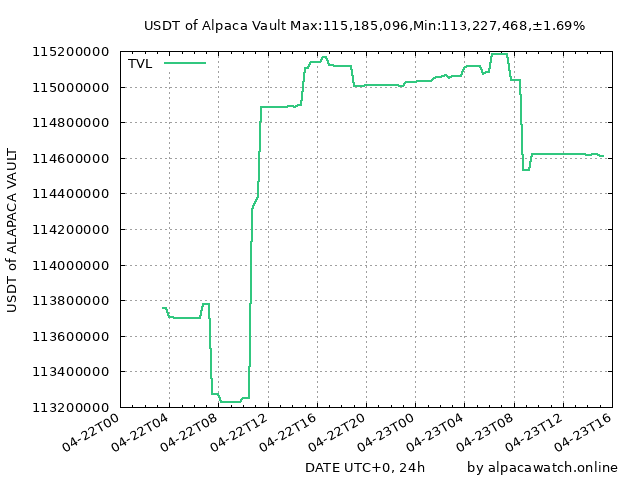 USDT of Alpaca Vault Max:115,185,096,Min:113,227,468,±1.69%
TVL
115200000
115000000
114800000
114600000
114400000
114200000
114000000
113800000
113600000
113400000
113200000
USDT of ALAPACA VAULT
04-22T00
04-22T04
04-22T08
04-22T12
04-22T16
04-22T20
04-23T00
04-23T04
04-23T08
04-23T12
04-23T16
DATE UTC+0, 24h
by alpacawatch.online